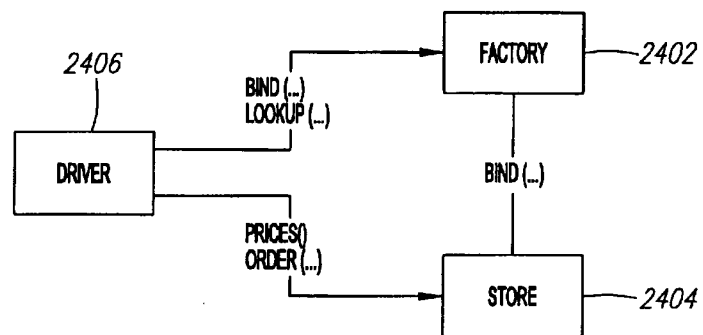 2406
FACTORY
2402
BIND (...)
LOOKUP (...)
DRIVER
BIND (...)
PRICES()
ORDER (...)
STORE
2404